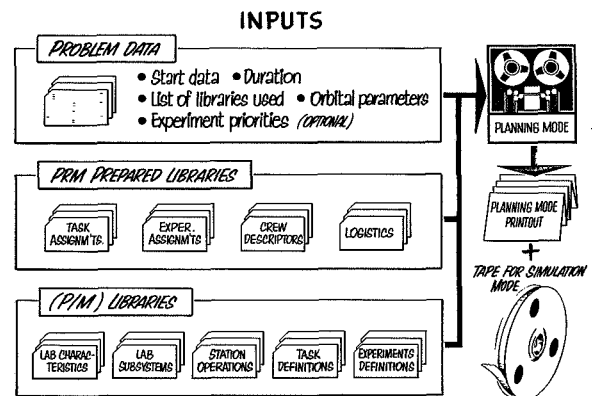 INPUTS
PROBLEM DATA
• Start data • Duration
• List of libraries used • Orbital parameters
• Experiment priorities (OPTIONAL)
PLANNING MODE
PRM PREPARED LIBRARIES
TASK
ASSIGNM'TS.
EXPER.
ASSIGNM'TS
CREW
DESCRIPTORS
LOGISTICS
PLANNING MODE
PRINTOUT
+
TAPE FOR SIMULATION
MODE
(P/M) LIBRARIES
LAB CHARAC-
TERISTICS
LAB
SUBSYSTEMS
STATION
OPERATIONS
TASK
DEFINITIONS
EXPERIMENTS
DEFINITIONS